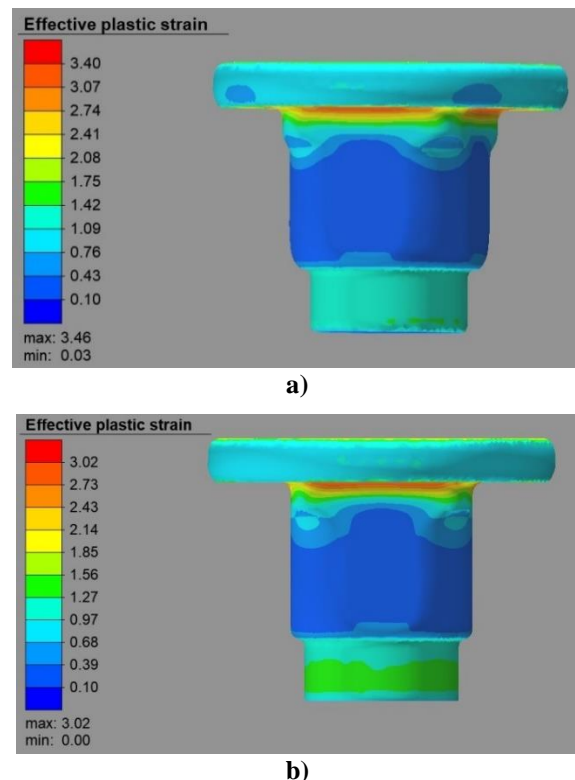 Effective plastic strain
3.40
3.07
2.74
2.41
2.08
1.75
1.42
1.09
0.76
0.43
0.10
max: 3.46
min: 0.03
a)
Effective plastic strain
3.02
2.73
2.43
2.14
1.85
1.56
1.27
0.97
0.68
0.39
0.10
max: 3.02
min: 0.00
b)